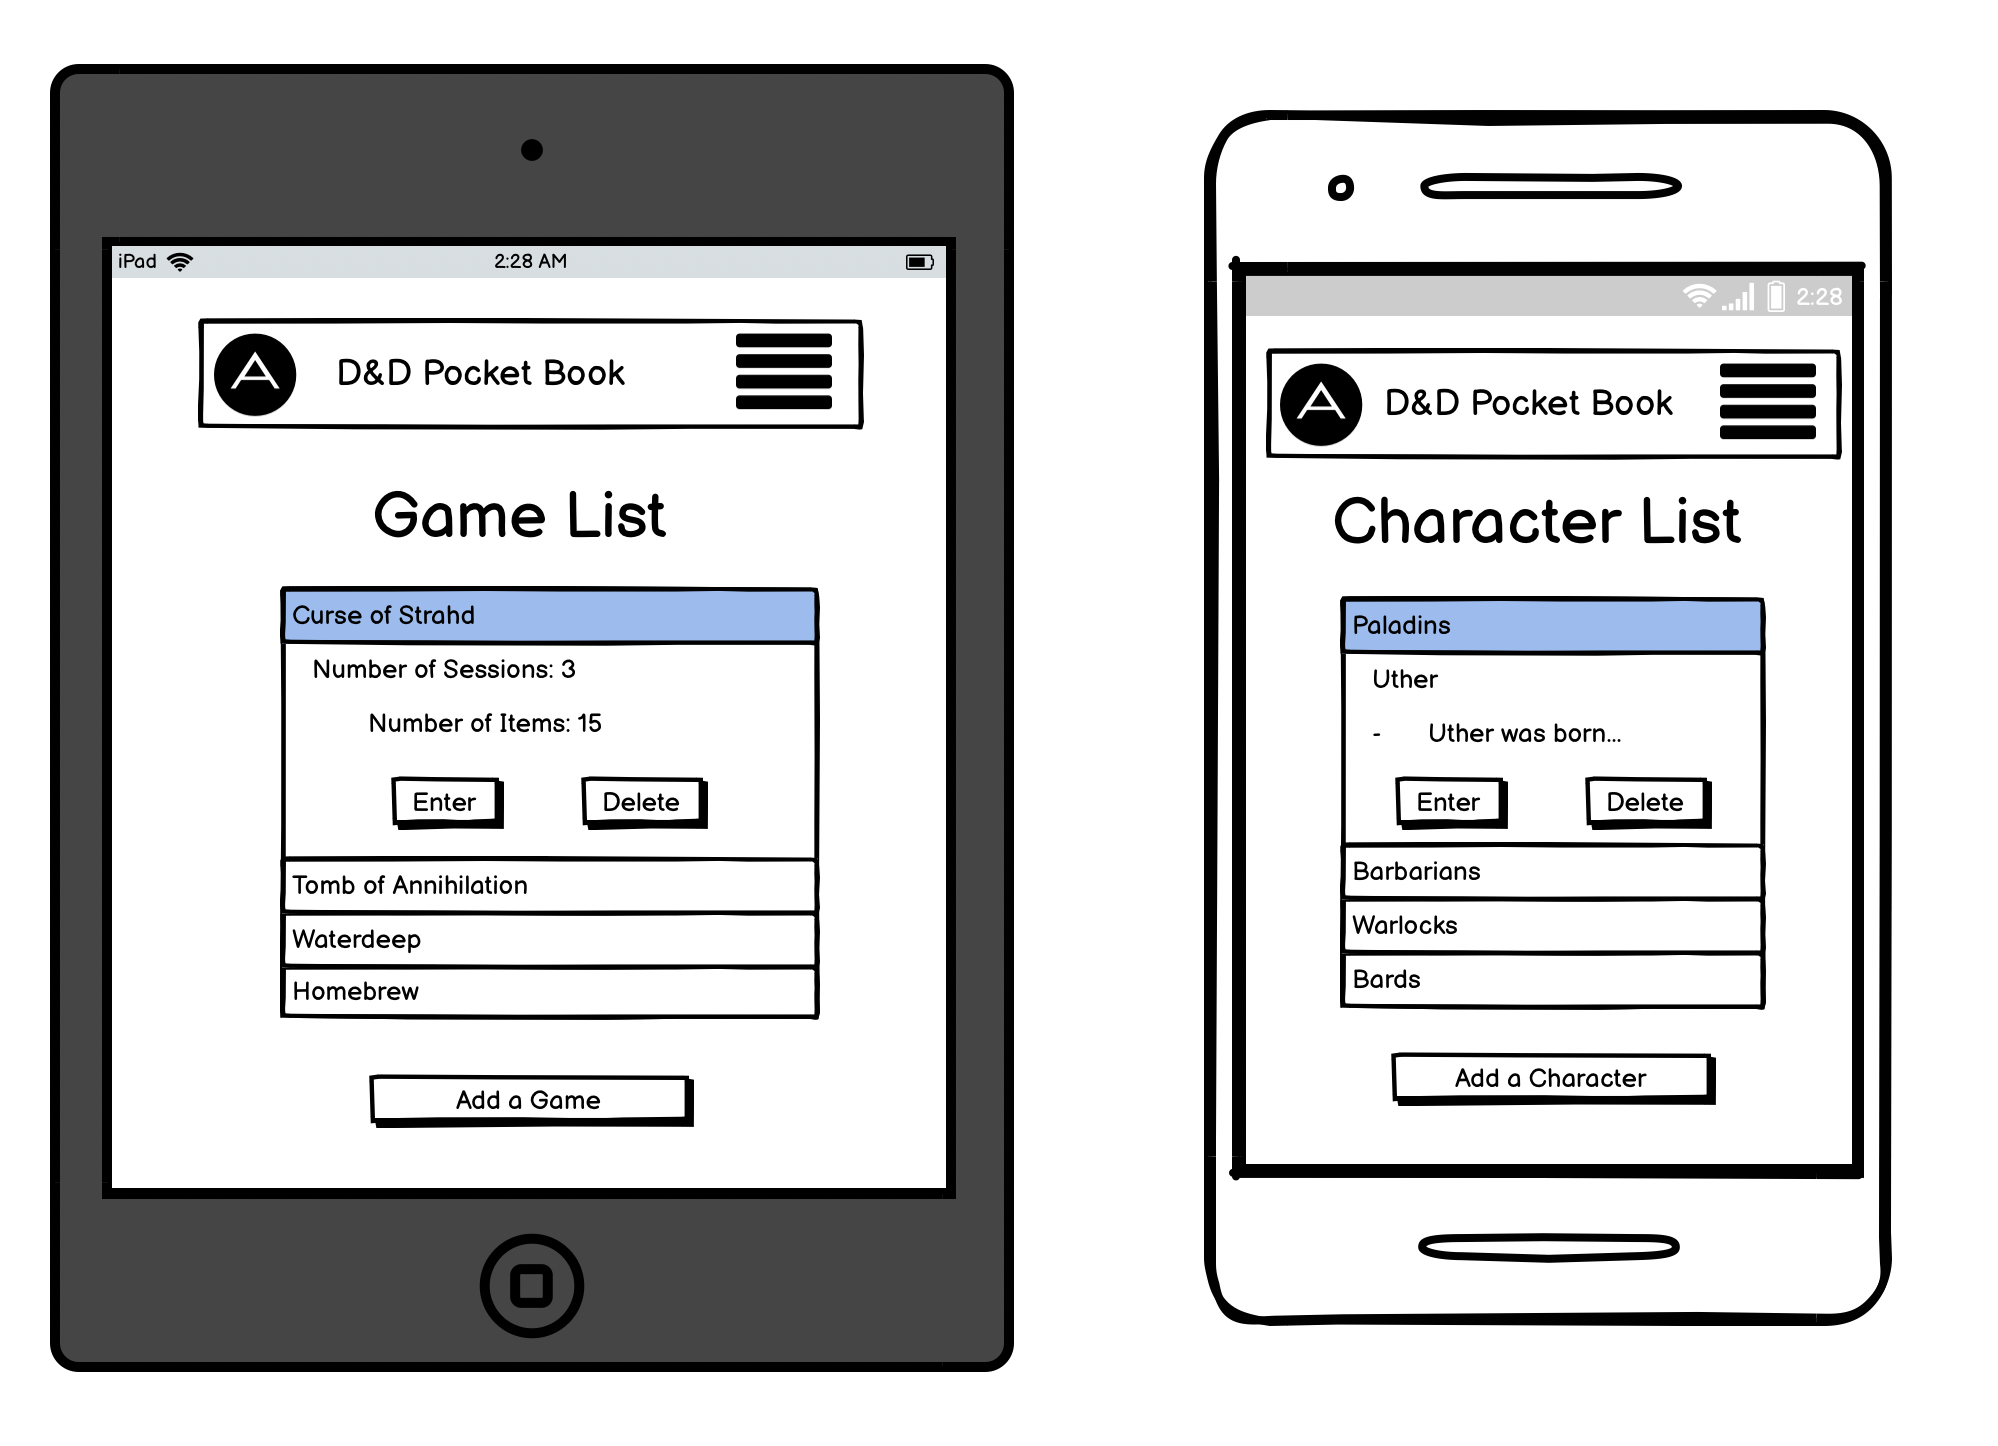 iPad 2:28 AM
A D&D Pocket Book
Game List
Curse of Strahd
Number of Sessions: 3
Number of Items: 15
Enter Delete
Tomb of Annihilation
Waterdeep
Homebrew
Add a Game
2:28
A D&D Pocket Book
Character List
Paladins
Uther
- Uther was born...
Enter Delete
Barbarians
Warlocks
Bards
Add a Character